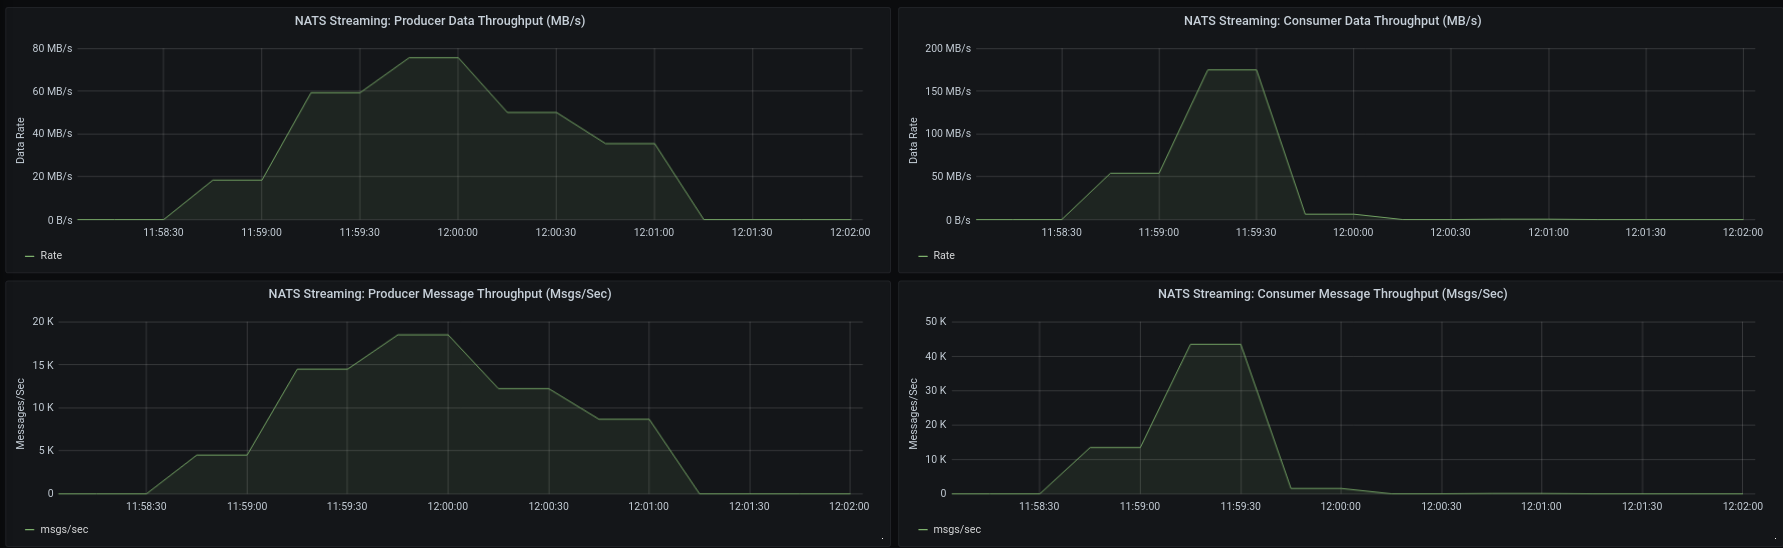 NATS Streaming: Producer Data Throughput (MB/s)
80 MB/s
60 MB/s
40 MB/s
20 MB/s
0 B/s
Data Rate
11:58:30 11:59:00 11:59:30 12:00:00 12:00:30 12:01:00 12:01:30 12:02:00
Rate
NATS Streaming: Consumer Data Throughput (MB/s)
200 MB/s
150 MB/s
100 MB/s
50 MB/s
0 B/s
Data Rate
11:58:30 11:59:00 11:59:30 12:00:00 12:00:30 12:01:00 12:01:30 12:02:00
Rate
NATS Streaming: Producer Message Throughput (Msgs/Sec)
20 K
15 K
10 K
5 K
0
Messages/Sec
11:58:30 11:59:00 11:59:30 12:00:00 12:00:30 12:01:00 12:01:30 12:02:00
msgs/sec
NATS Streaming: Consumer Message Throughput (Msgs/Sec)
50 K
40 K
30 K
20 K
10 K
0
Messages/Sec
11:58:30 11:59:00 11:59:30 12:00:00 12:00:30 12:01:00 12:01:30 12:02:00
msgs/sec